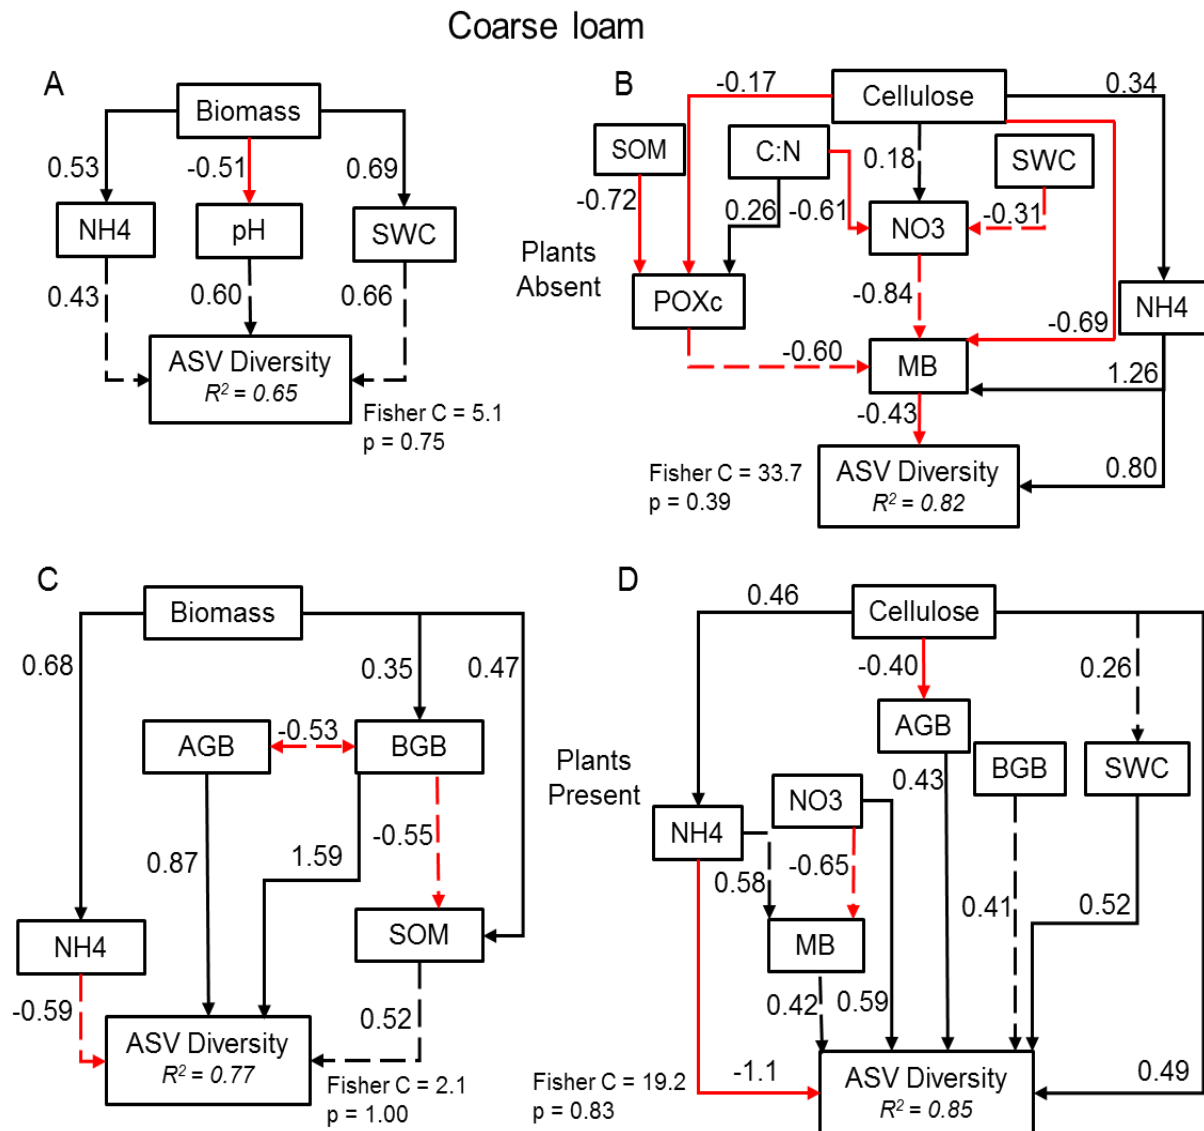 Coarse loam
A
Biomass
0.53
-0.51
0.69
NH4
pH
SWC
0.43
0.60
0.66
ASV Diversity
R² = 0.65
Fisher C = 5.1
p = 0.75
B
-0.17
Cellulose
0.34
SOM
C:N
0.18
SWC
-0.72
0.26
-0.61
NO3
-0.31
Plants
Absent
POXc
-0.84
NH4
-0.60
-0.69
MB
1.26
-0.43
Fisher C = 33.7
p = 0.39
ASV Diversity
R² = 0.82
0.80
C
Biomass
0.68
0.35
0.47
AGB
-0.53
BGB
-0.55
0.87
1.59
NH4
SOM
-0.59
0.52
ASV Diversity
R² = 0.77
Fisher C = 2.1
p = 1.00
D
0.46
Cellulose
-0.40
0.26
AGB
Plants
Present
BGB
SWC
NO3
0.43
NH4
0.58
-0.65
0.41
0.52
MB
0.42
0.59
Fisher C = 19.2
p = 0.83
-1.1
ASV Diversity
R² = 0.85
0.49